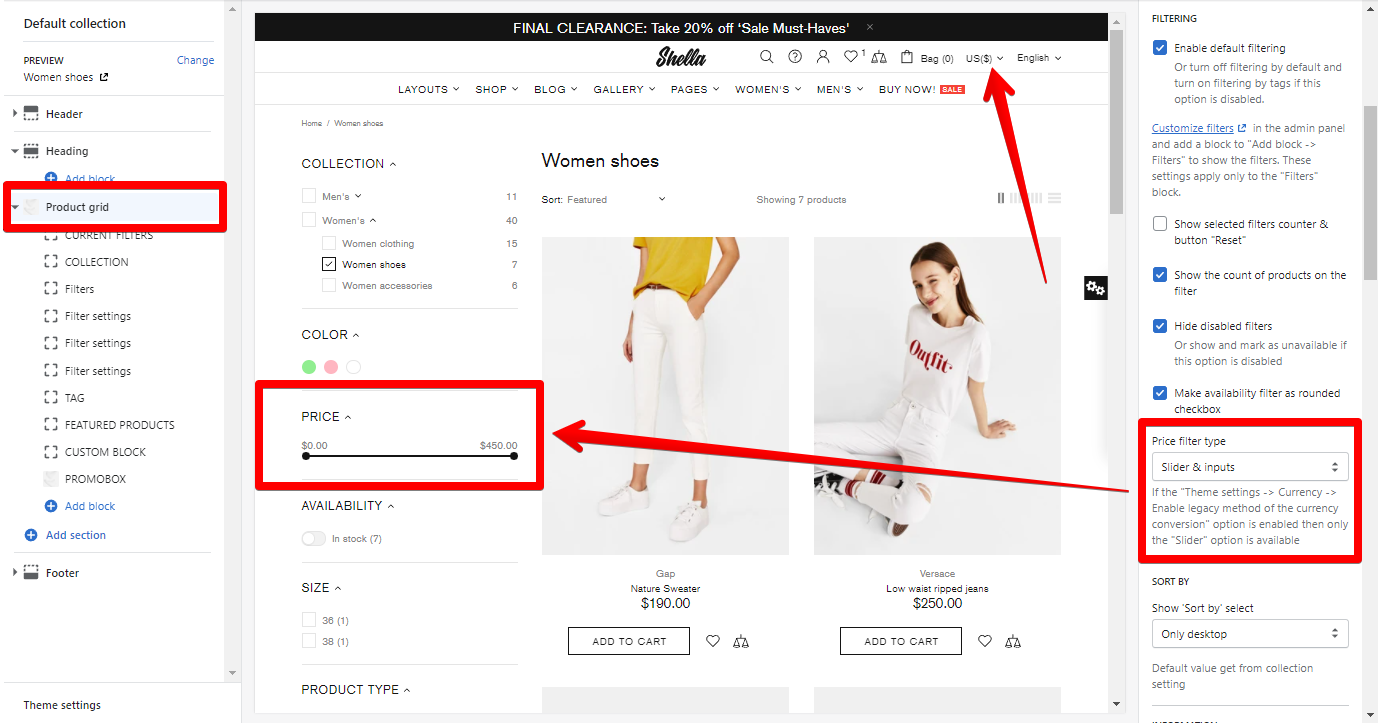 Default collection
PREVIEW
Change
Women shoes
Header
Heading
Add block
Product grid
CURRENT FILTERS
COLLECTION
Filters
Filter settings
Filter settings
Filter settings
TAG
FEATURED PRODUCTS
CUSTOM BLOCK
PROMOBOX
Add block
Add section
Footer
Theme settings
FINAL CLEARANCE: Take 20% off ‘Sale Must-Haves'
Shella
1
Bag (0)
US($)
English
LAYOUTS SHOP BLOG GALLERY PAGES WOMEN'S MEN'S BUY NOW! SALE
Home / Women shoes
COLLECTION
Men's 11
Women's 40
Women clothing 15
Women shoes 7
Women accessories 6
COLOR
PRICE
$0.00 $450.00
AVAILABILITY
In stock (7)
SIZE
36 (1)
38 (1)
PRODUCT TYPE
Women shoes
Sort: Featured
Showing 7 products
Outfit.
Gap
Nature Sweater
$190.00
ADD TO CART
Versace
Low waist ripped jeans
$250.00
ADD TO CART
FILTERING
Enable default filtering
Or turn off filtering by default and
turn on filtering by tags if this
option is disabled.
Customize filters in the admin panel
and add a block to "Add block ->
Filters" to show the filters. These
settings apply only to the "Filters"
block.
Show selected filters counter &
button "Reset"
Show the count of products on the
filter
Hide disabled filters
Or show and mark as unavailable if
this option is disabled
Make availability filter as rounded
checkbox
Price filter type
Slider & inputs
If the "Theme settings -> Currency ->
Enable legacy method of the currency
conversion" option is enabled then only
the "Slider" option is available
SORT BY
Show 'Sort by' select
Only desktop
Default value get from collection
setting